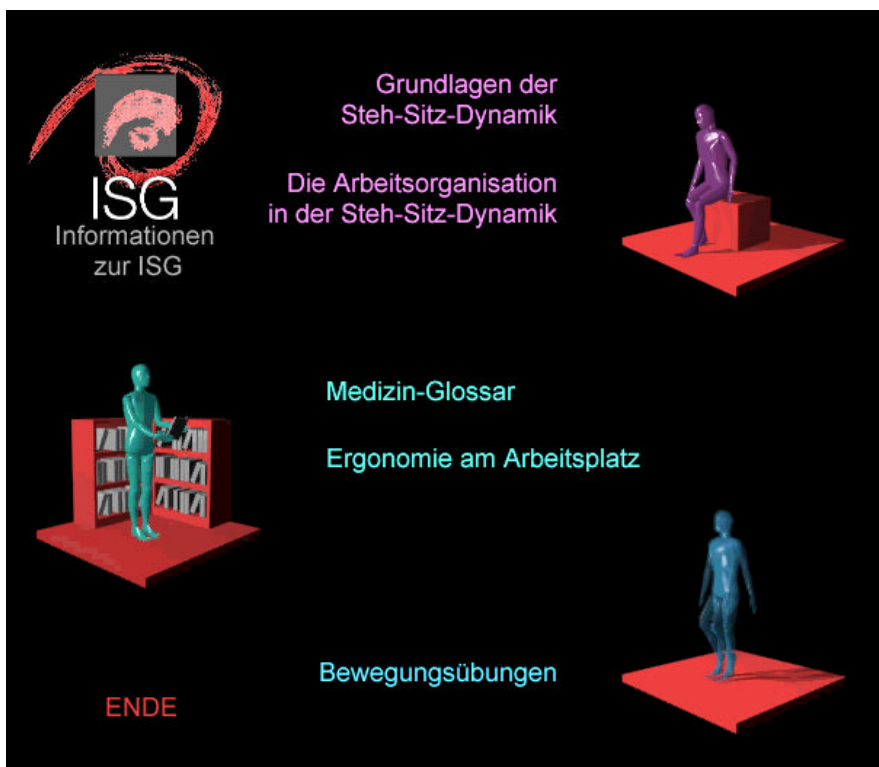 ISG
Informationen
zur ISG
Grundlagen der
Steh-Sitz-Dynamik
Die Arbeitsorganisation
in der Steh-Sitz-Dynamik
Medizin-Glossar
Ergonomie am Arbeitsplatz
Bewegungsübungen
ENDE